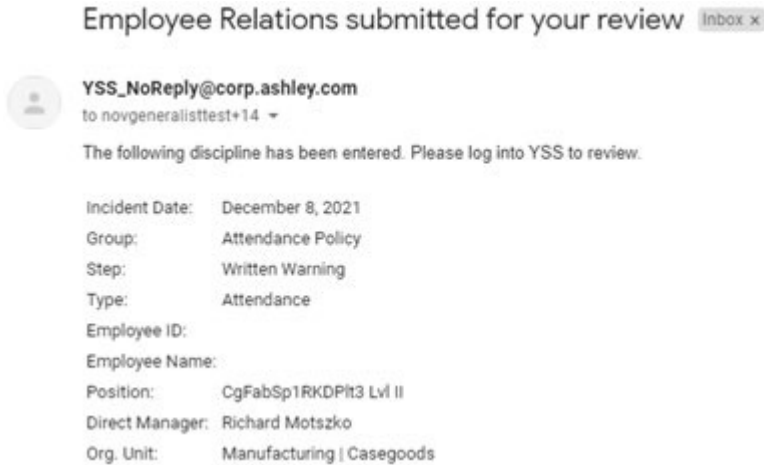 Employee Relations submitted for your review Inbox x
YSS_NoReply@corp.ashley.com
to novgeneralisttest+14
The following discipline has been entered. Please log into YSS to review.
Incident Date: December 8, 2021
Group: Attendance Policy
Step: Written Warning
Type: Attendance
Employee ID:
Employee Name:
Position: CgFabSp1RKDPlt3 Lvl II
Direct Manager: Richard Motszko
Org. Unit: Manufacturing | Casegoods